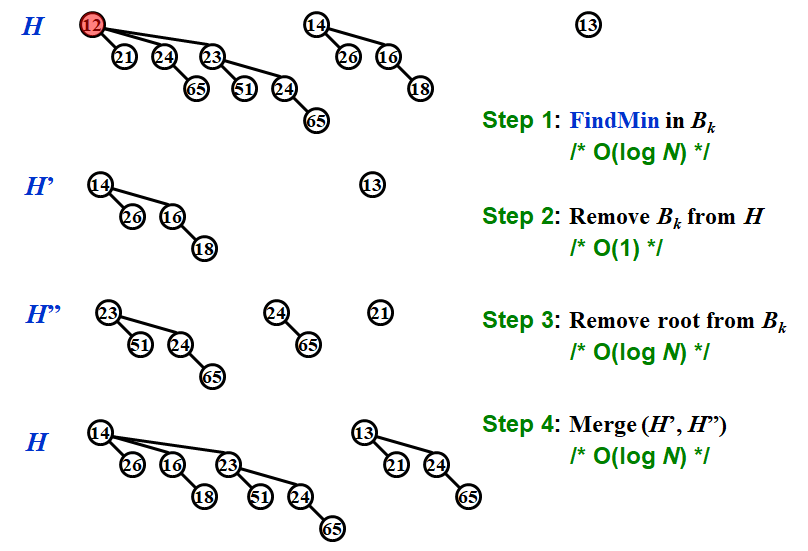 H 12 14 13
21 24 23 26 16
65 51 24 18
65
Step 1: FindMin in Bk
/* O(log N) */
H’ 14 13
26 16
18
Step 2: Remove Bk from H
/* O(1) */
H” 23 24 21
51 24 65
65
Step 3: Remove root from Bk
/* O(log N) */
H 14 13
26 16 23 21 24
18 51 24 65
65
Step 4: Merge (H’, H”)
/* O(log N) */